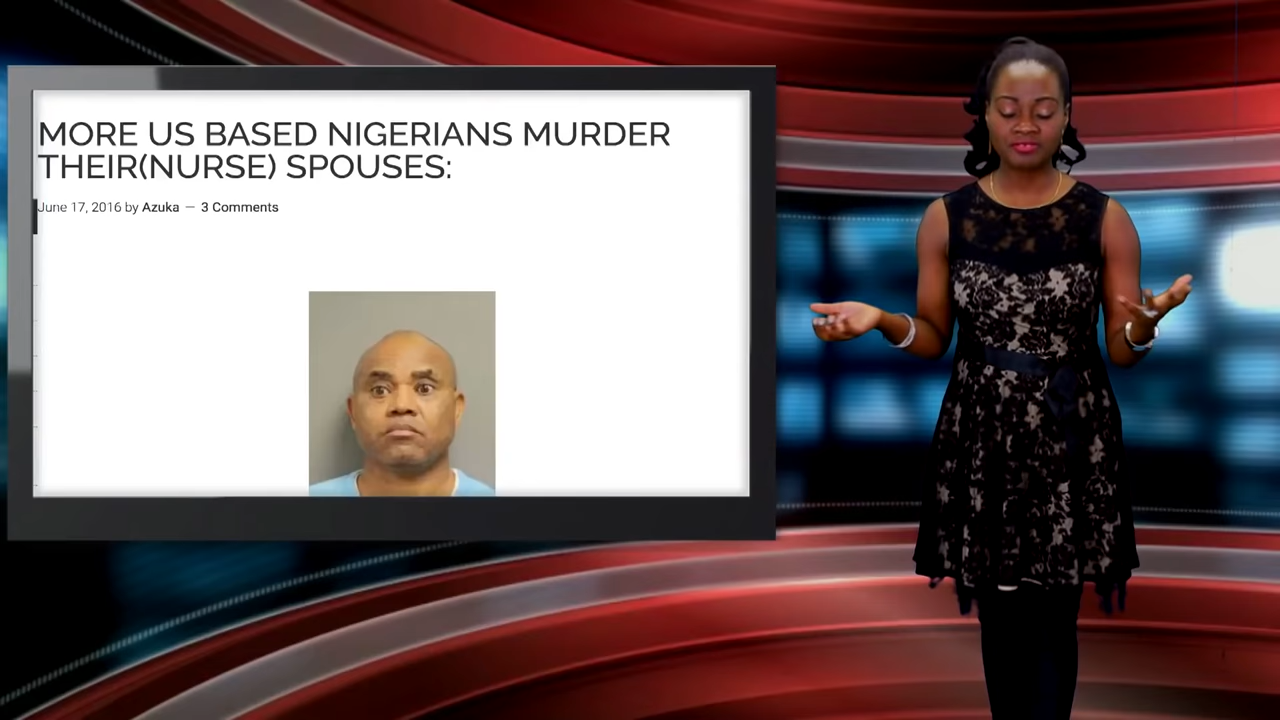 MORE US BASED NIGERIANS MURDER
THEIR(NURSE) SPOUSES:
June 17, 2016 by Azuka — 3 Comments